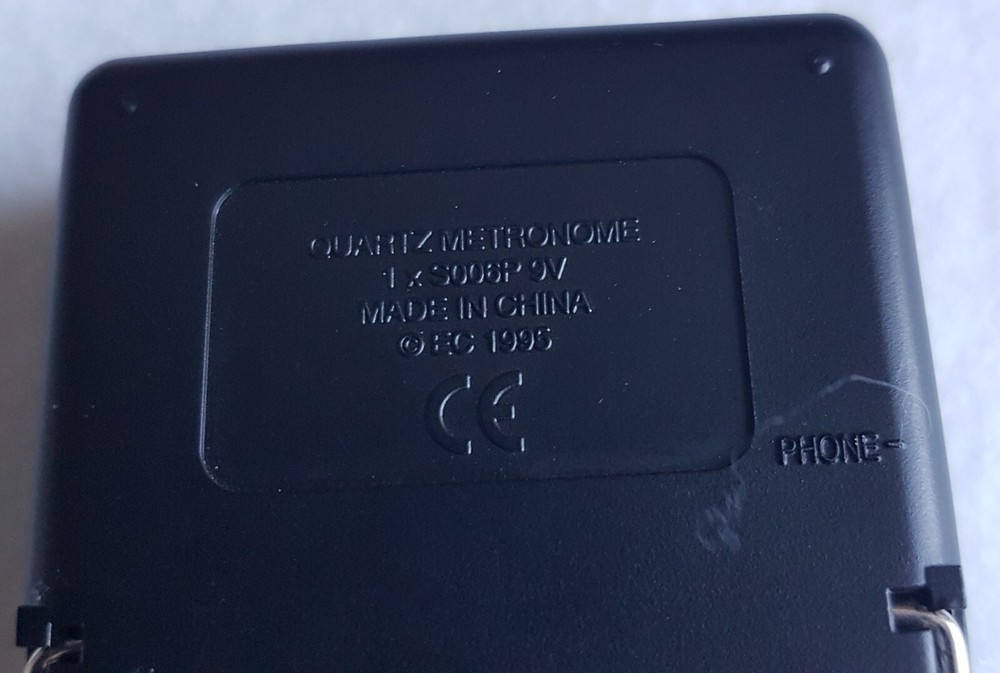 QUARTZ METRONOME
1 x S006P 9V
MADE IN CHINA
© EC 1995
CE
PHONE→